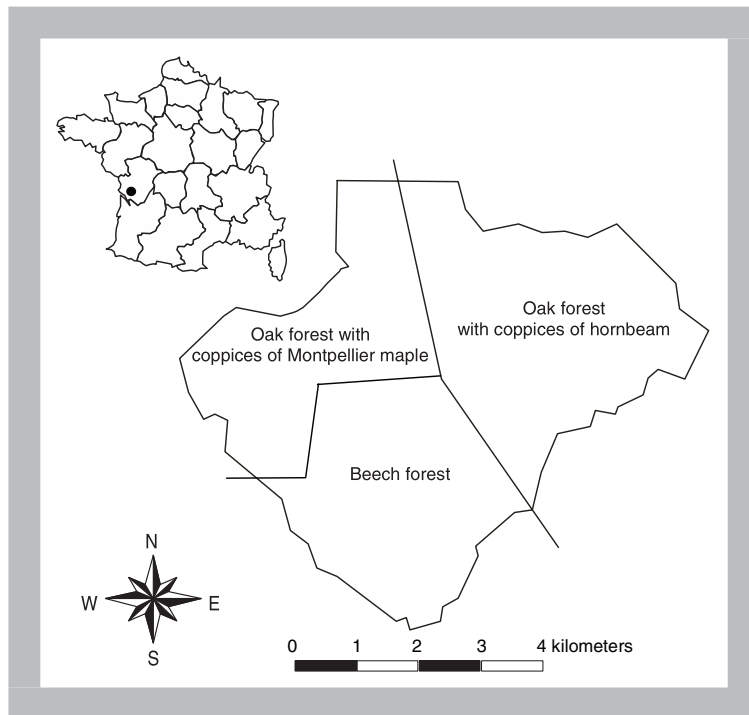 Oak forest
with coppices of hornbeam
Oak forest with
coppices of Montpellier maple
Beech forest
N
W E
S
0 1 2 3 4 kilometers